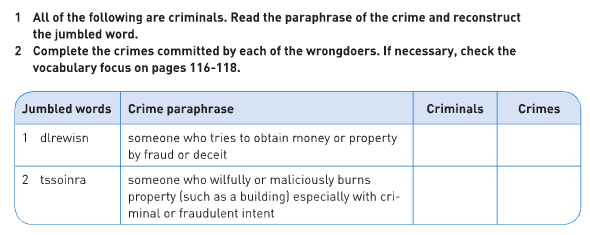 1 All of the following are criminals. Read the paraphrase of the crime and reconstruct
the jumbled word.
2 Complete the crimes committed by each of the wrongdoers. If necessary, check the
vocabulary focus on pages 116-118.
Jumbled words Crime paraphrase Criminals Crimes
1 dlrewisn someone who tries to obtain money or property
by fraud or deceit
2 tssoinra someone who wilfully or maliciously burns
property (such as a building) especially with cri-
minal or fraudulent intent